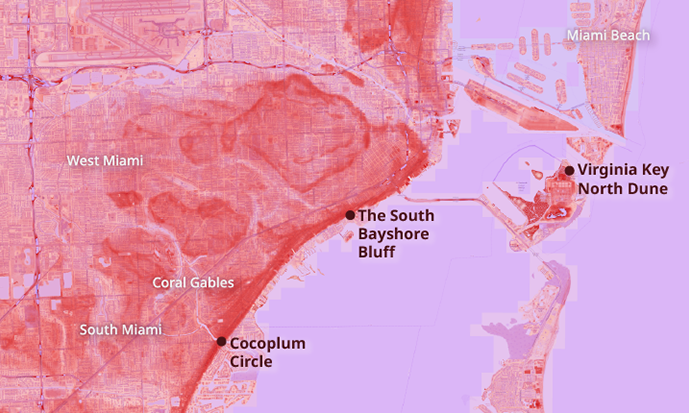 Miami Beach
West Miami
Virginia Key
North Dune
The South
Bayshore
Bluff
Coral Gables
South Miami
Cocoplum
Circle